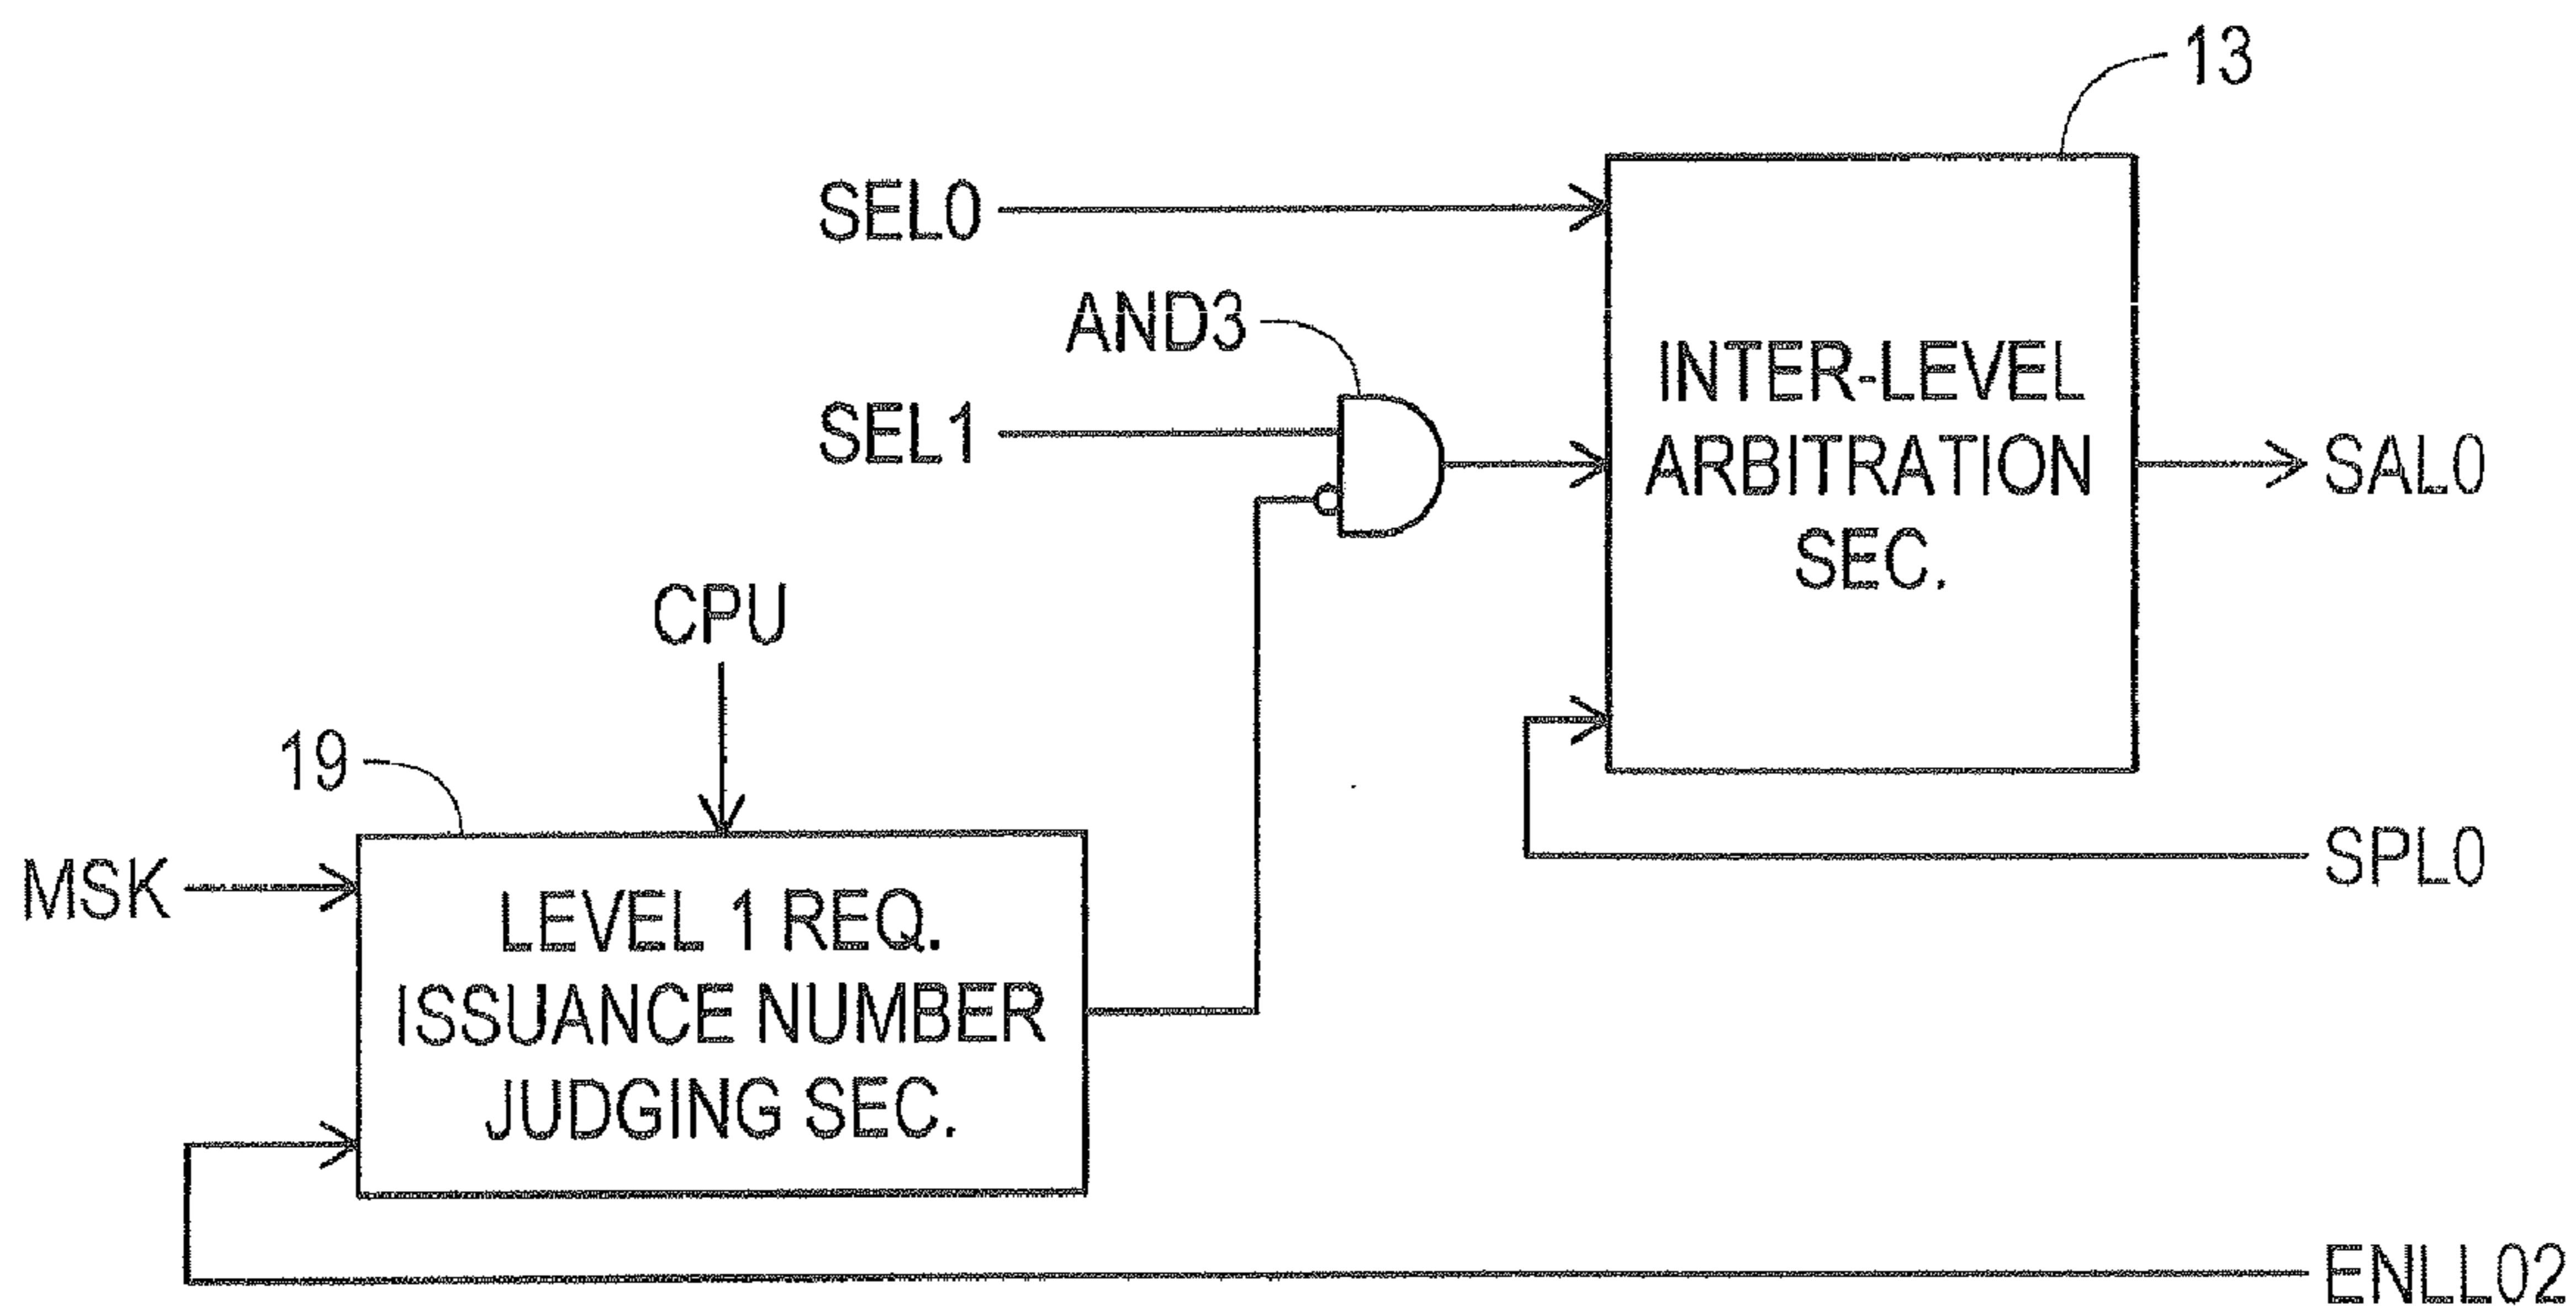 13
SEL0
AND3
INTER-LEVEL
ARBITRATION
SEC.
SEL1
SAL0
CPU
19
MSK
LEVEL 1 REQ.
ISSUANCE NUMBER
JUDGING SEC.
SPL0
ENLL02